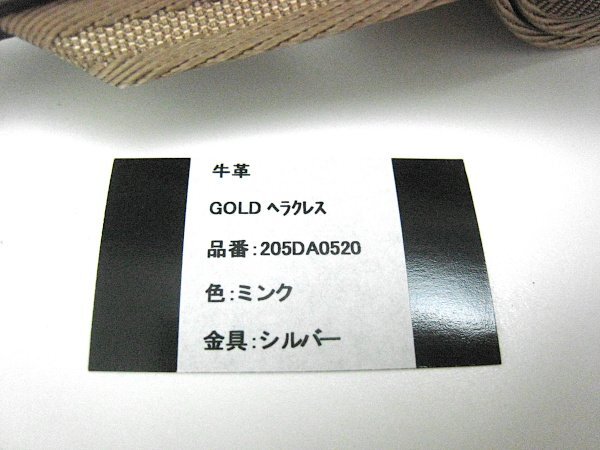 牛革
GOLD ヘラクレス
品番:205DA0520
色:ミンク
金具:シルバー